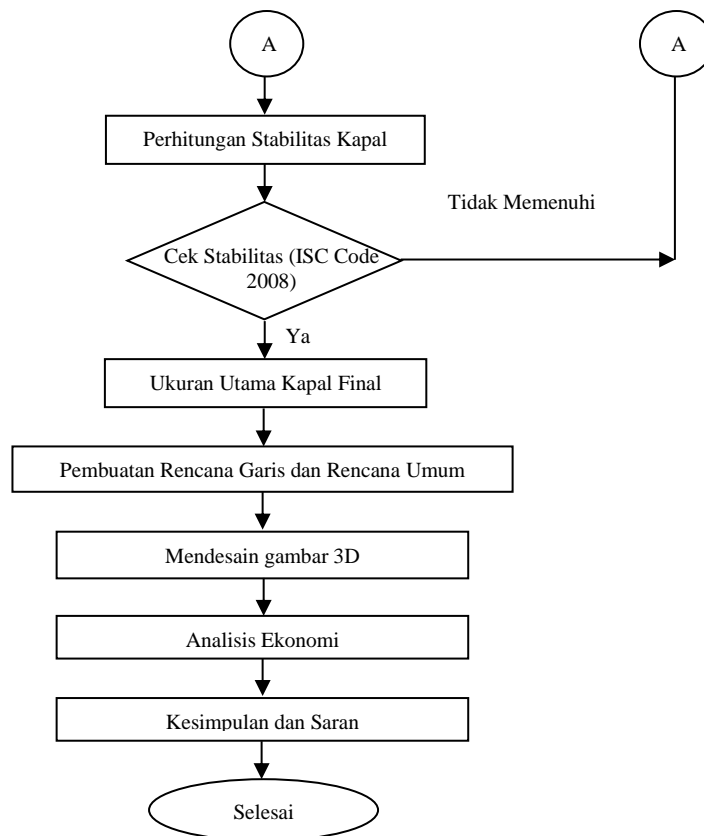 A
A
Perhitungan Stabilitas Kapal
Tidak Memenuhi
Cek Stabilitas (ISC Code
2008)
Ya
Ukuran Utama Kapal Final
Pembuatan Rencana Garis dan Rencana Umum
Mendesain gambar 3D
Analisis Ekonomi
Kesimpulan dan Saran
Selesai